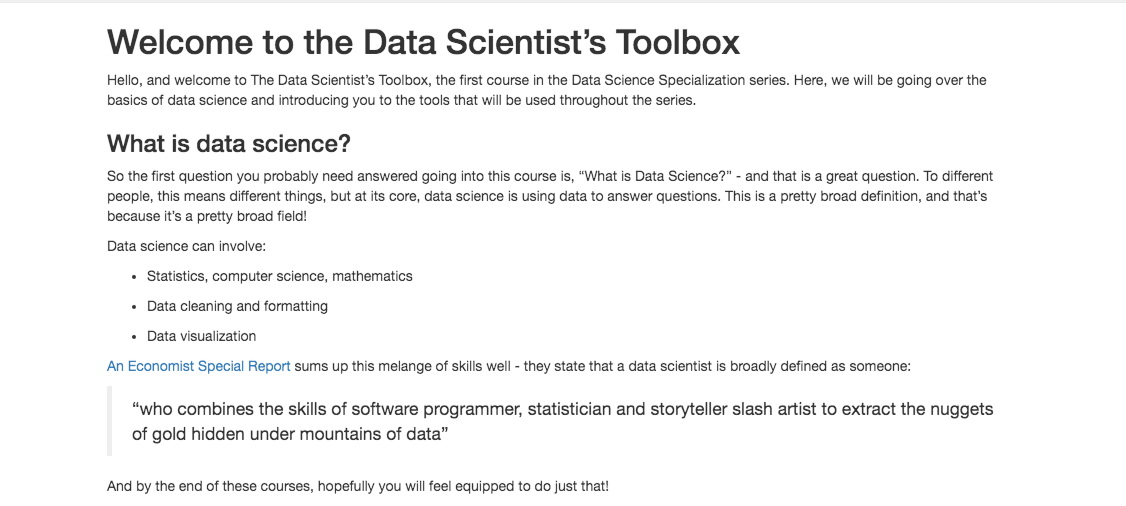 Welcome to the Data Scientist’s Toolbox
Hello, and welcome to The Data Scientist’s Toolbox, the first course in the Data Science Specialization series. Here, we will be going over the
basics of data science and introducing you to the tools that will be used throughout the series.
What is data science?
So the first question you probably need answered going into this course is, “What is Data Science?” - and that is a great question. To different
people, this means different things, but at its core, data science is using data to answer questions. This is a pretty broad definition, and that’s
because it’s a pretty broad field!
Data science can involve:
• Statistics, computer science, mathematics
• Data cleaning and formatting
• Data visualization
An Economist Special Report sums up this melange of skills well - they state that a data scientist is broadly defined as someone:
“who combines the skills of software programmer, statistician and storyteller slash artist to extract the nuggets
of gold hidden under mountains of data”
And by the end of these courses, hopefully you will feel equipped to do just that!